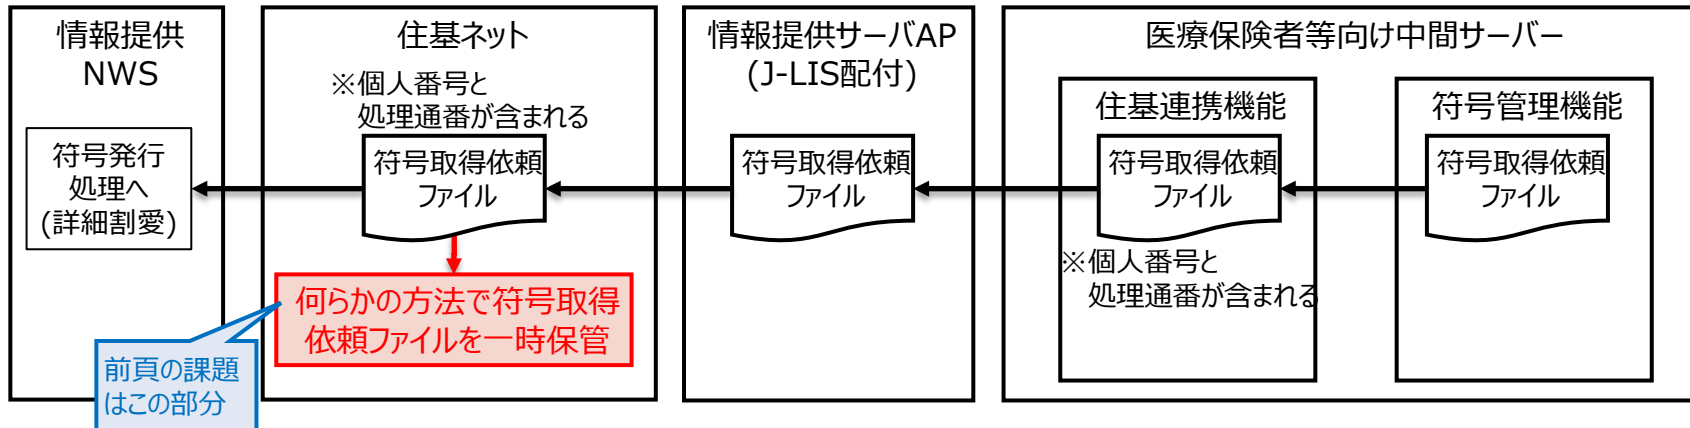 情報提供
NWS
符号発行
処理へ
(詳細割愛)
住基ネット
※個人番号と
処理通番が含まれる
符号取得依頼
ファイル
何らかの方法で符号取得
依頼ファイルを一時保管
前頁の課題
はこの部分
情報提供サーバAP
(J-LIS配付)
符号取得依頼
ファイル
医療保険者等向け中間サーバー
住基連携機能
符号取得依頼
ファイル
※個人番号と
処理通番が含まれる
符号管理機能
符号取得依頼
ファイル